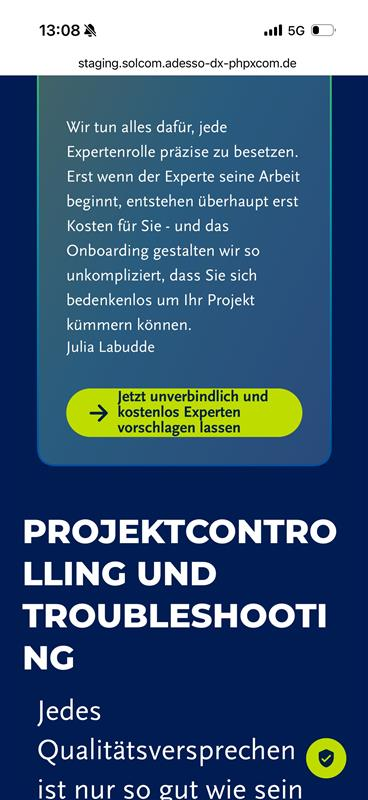 13:08
5G
staging.solcom.adesso-dx-phpxcom.de
Wir tun alles dafür, jede
Expertenrolle präzise zu besetzen.
Erst wenn der Experte seine Arbeit
beginnt, entstehen überhaupt erst
Kosten für Sie - und das
Onboarding gestalten wir so
unkompliziert, dass Sie sich
bedenkenlos um Ihr Projekt
kümmern können.
Julia Labudde
Jetzt unverbindlich und
kostenlos Experten
vorschlagen lassen
PROJEKTCONTRO
LLING UND
TROUBLESHOOTI
NG
Jedes
Qualitätsversprechen
ist nur so gut wie sein